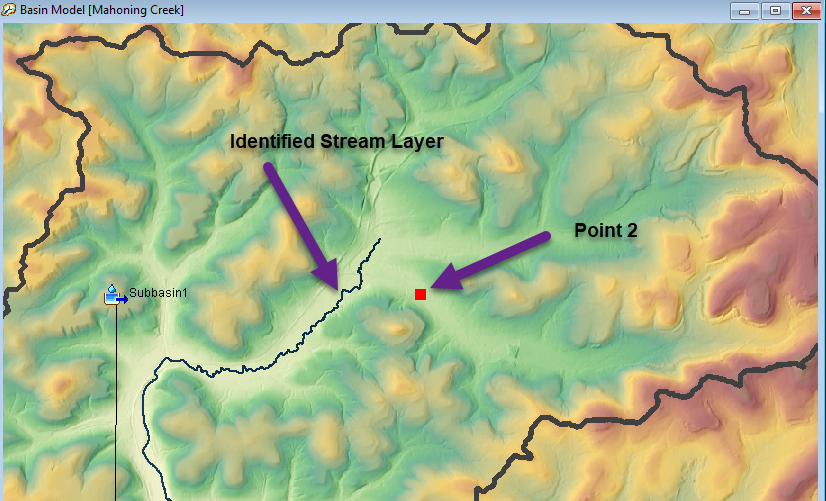 Basin Model [Mahoning Creek]
Identified Stream Layer
Point 2
Subbasin1